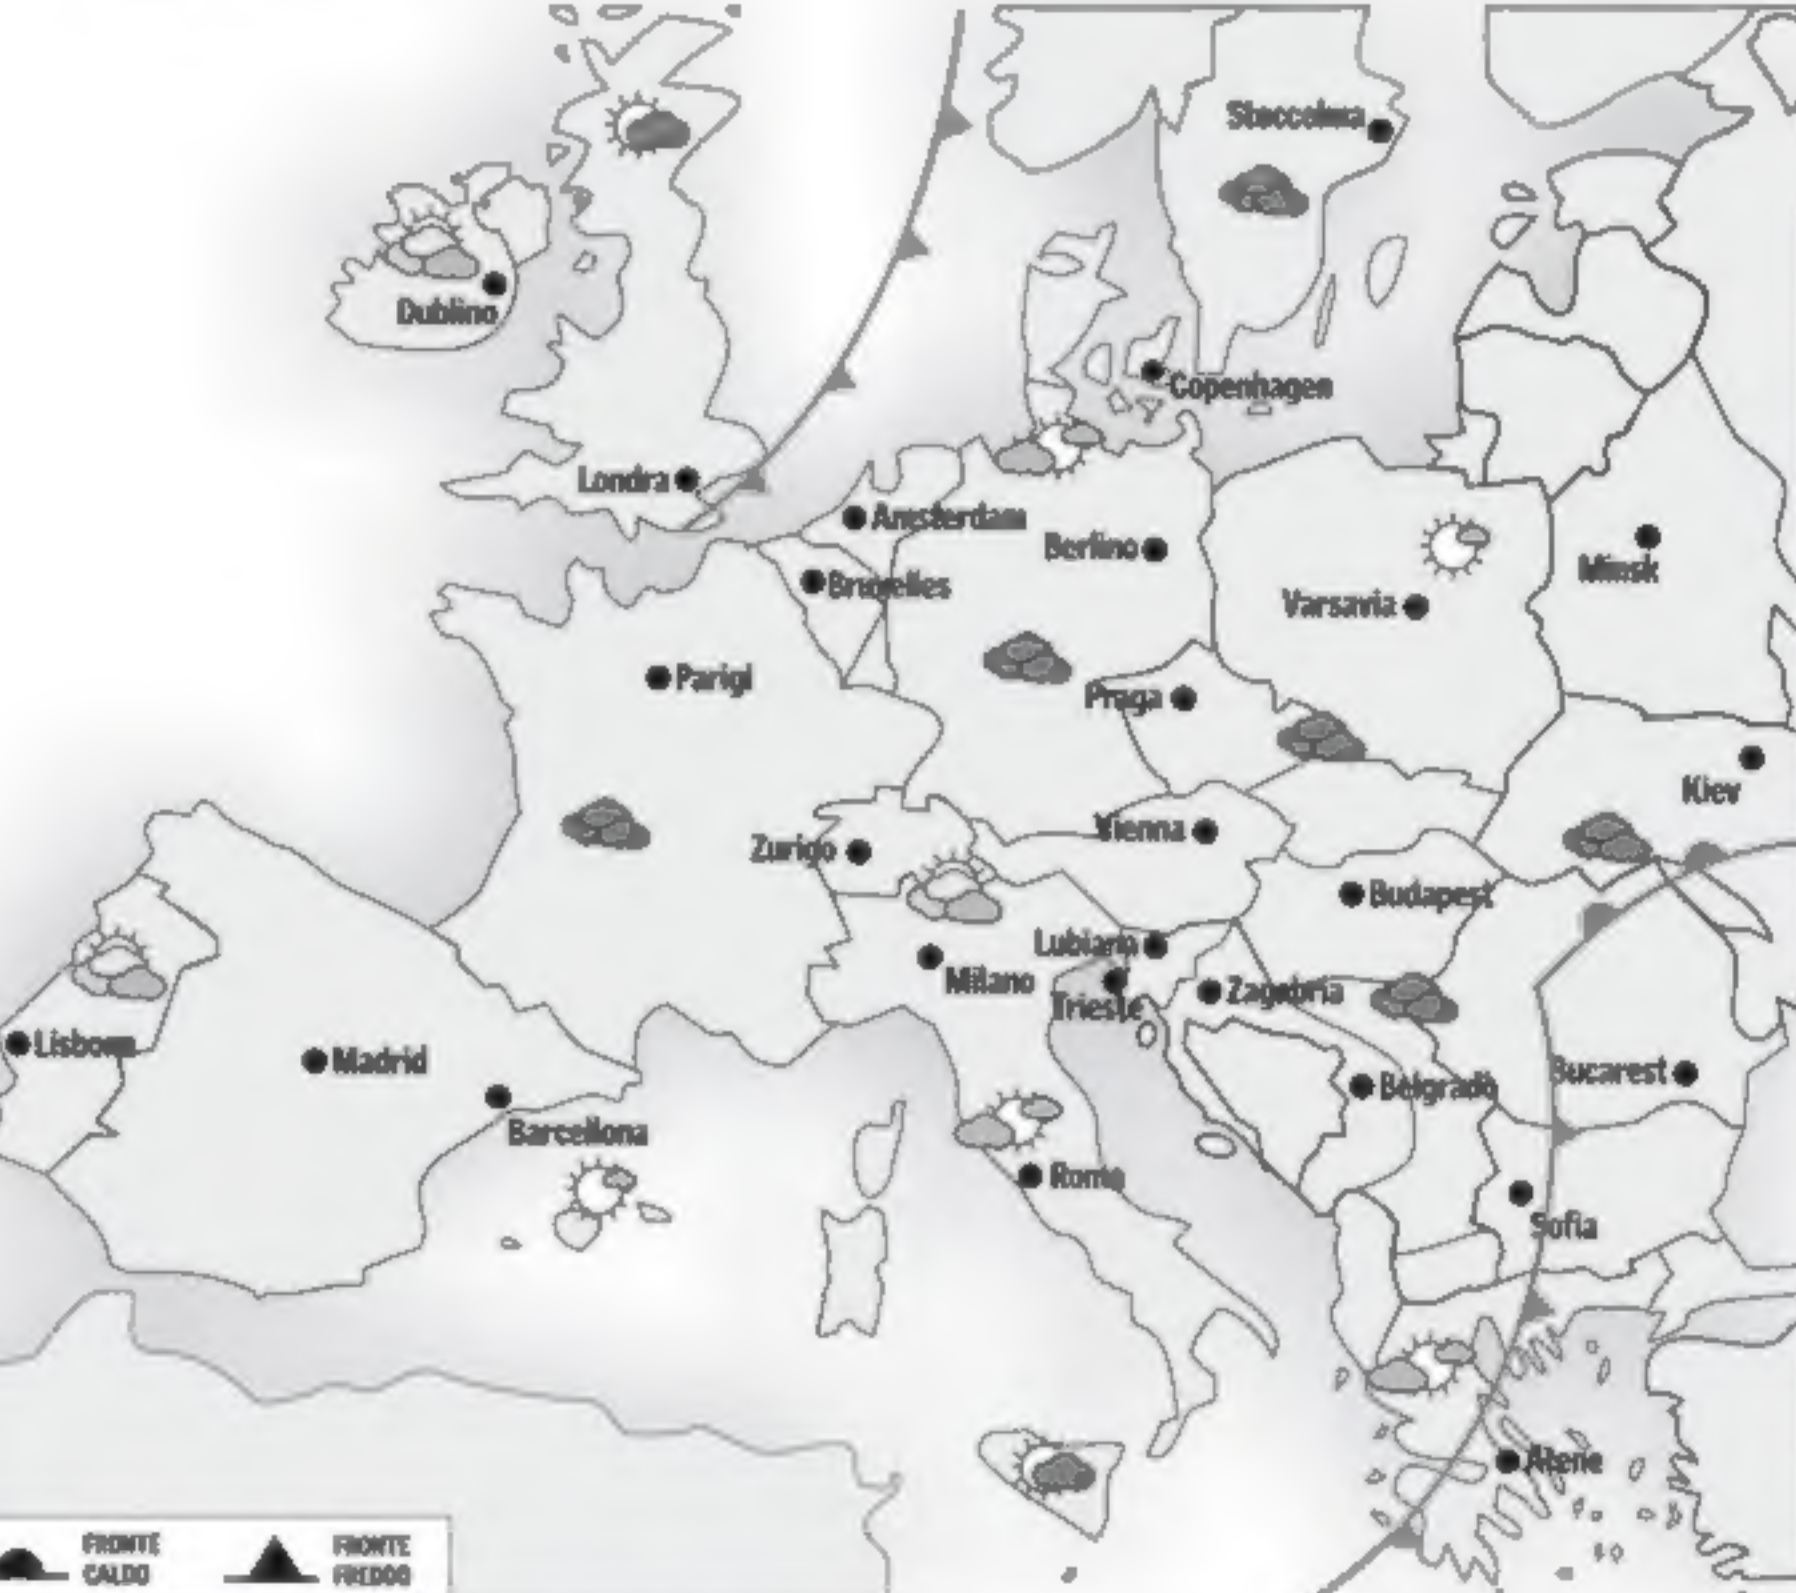 Stoccolma
Dublino
Copenhagen
Londra
Amsterdam
Berlino
Minsk
Bruxelles
Varsavia
Parigi
Praga
Kiev
Vienna
Zurigo
Budapest
Lubiana
Milano
Zagabria
Trieste
Lisbona
Madrid
Bucarest
Belgrado
Barcellona
Roma
Sofia
Atene
FRONTE
CALDO
FRONTE
FREDDO